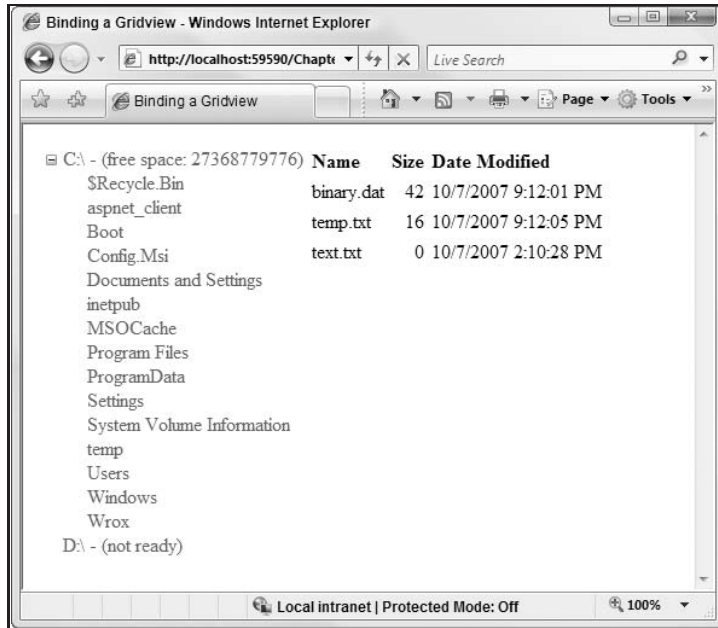 Binding a Gridview - Windows Internet Explorer
http://localhost:59590/Chapte
Live Search
Binding a Gridview
Page
Tools
»
C:\ - (free space: 27368779776)
$Recycle.Bin
aspnet_client
Boot
Config.Msi
Documents and Settings
inetpub
MSOCache
Program Files
ProgramData
Settings
System Volume Information
temp
Users
Windows
Wrox
D:\ - (not ready)
Name Size Date Modified
binary.dat 42 10/7/2007 9:12:01 PM
temp.txt 16 10/7/2007 9:12:05 PM
text.txt 0 10/7/2007 2:10:28 PM
Local intranet | Protected Mode: Off
100%